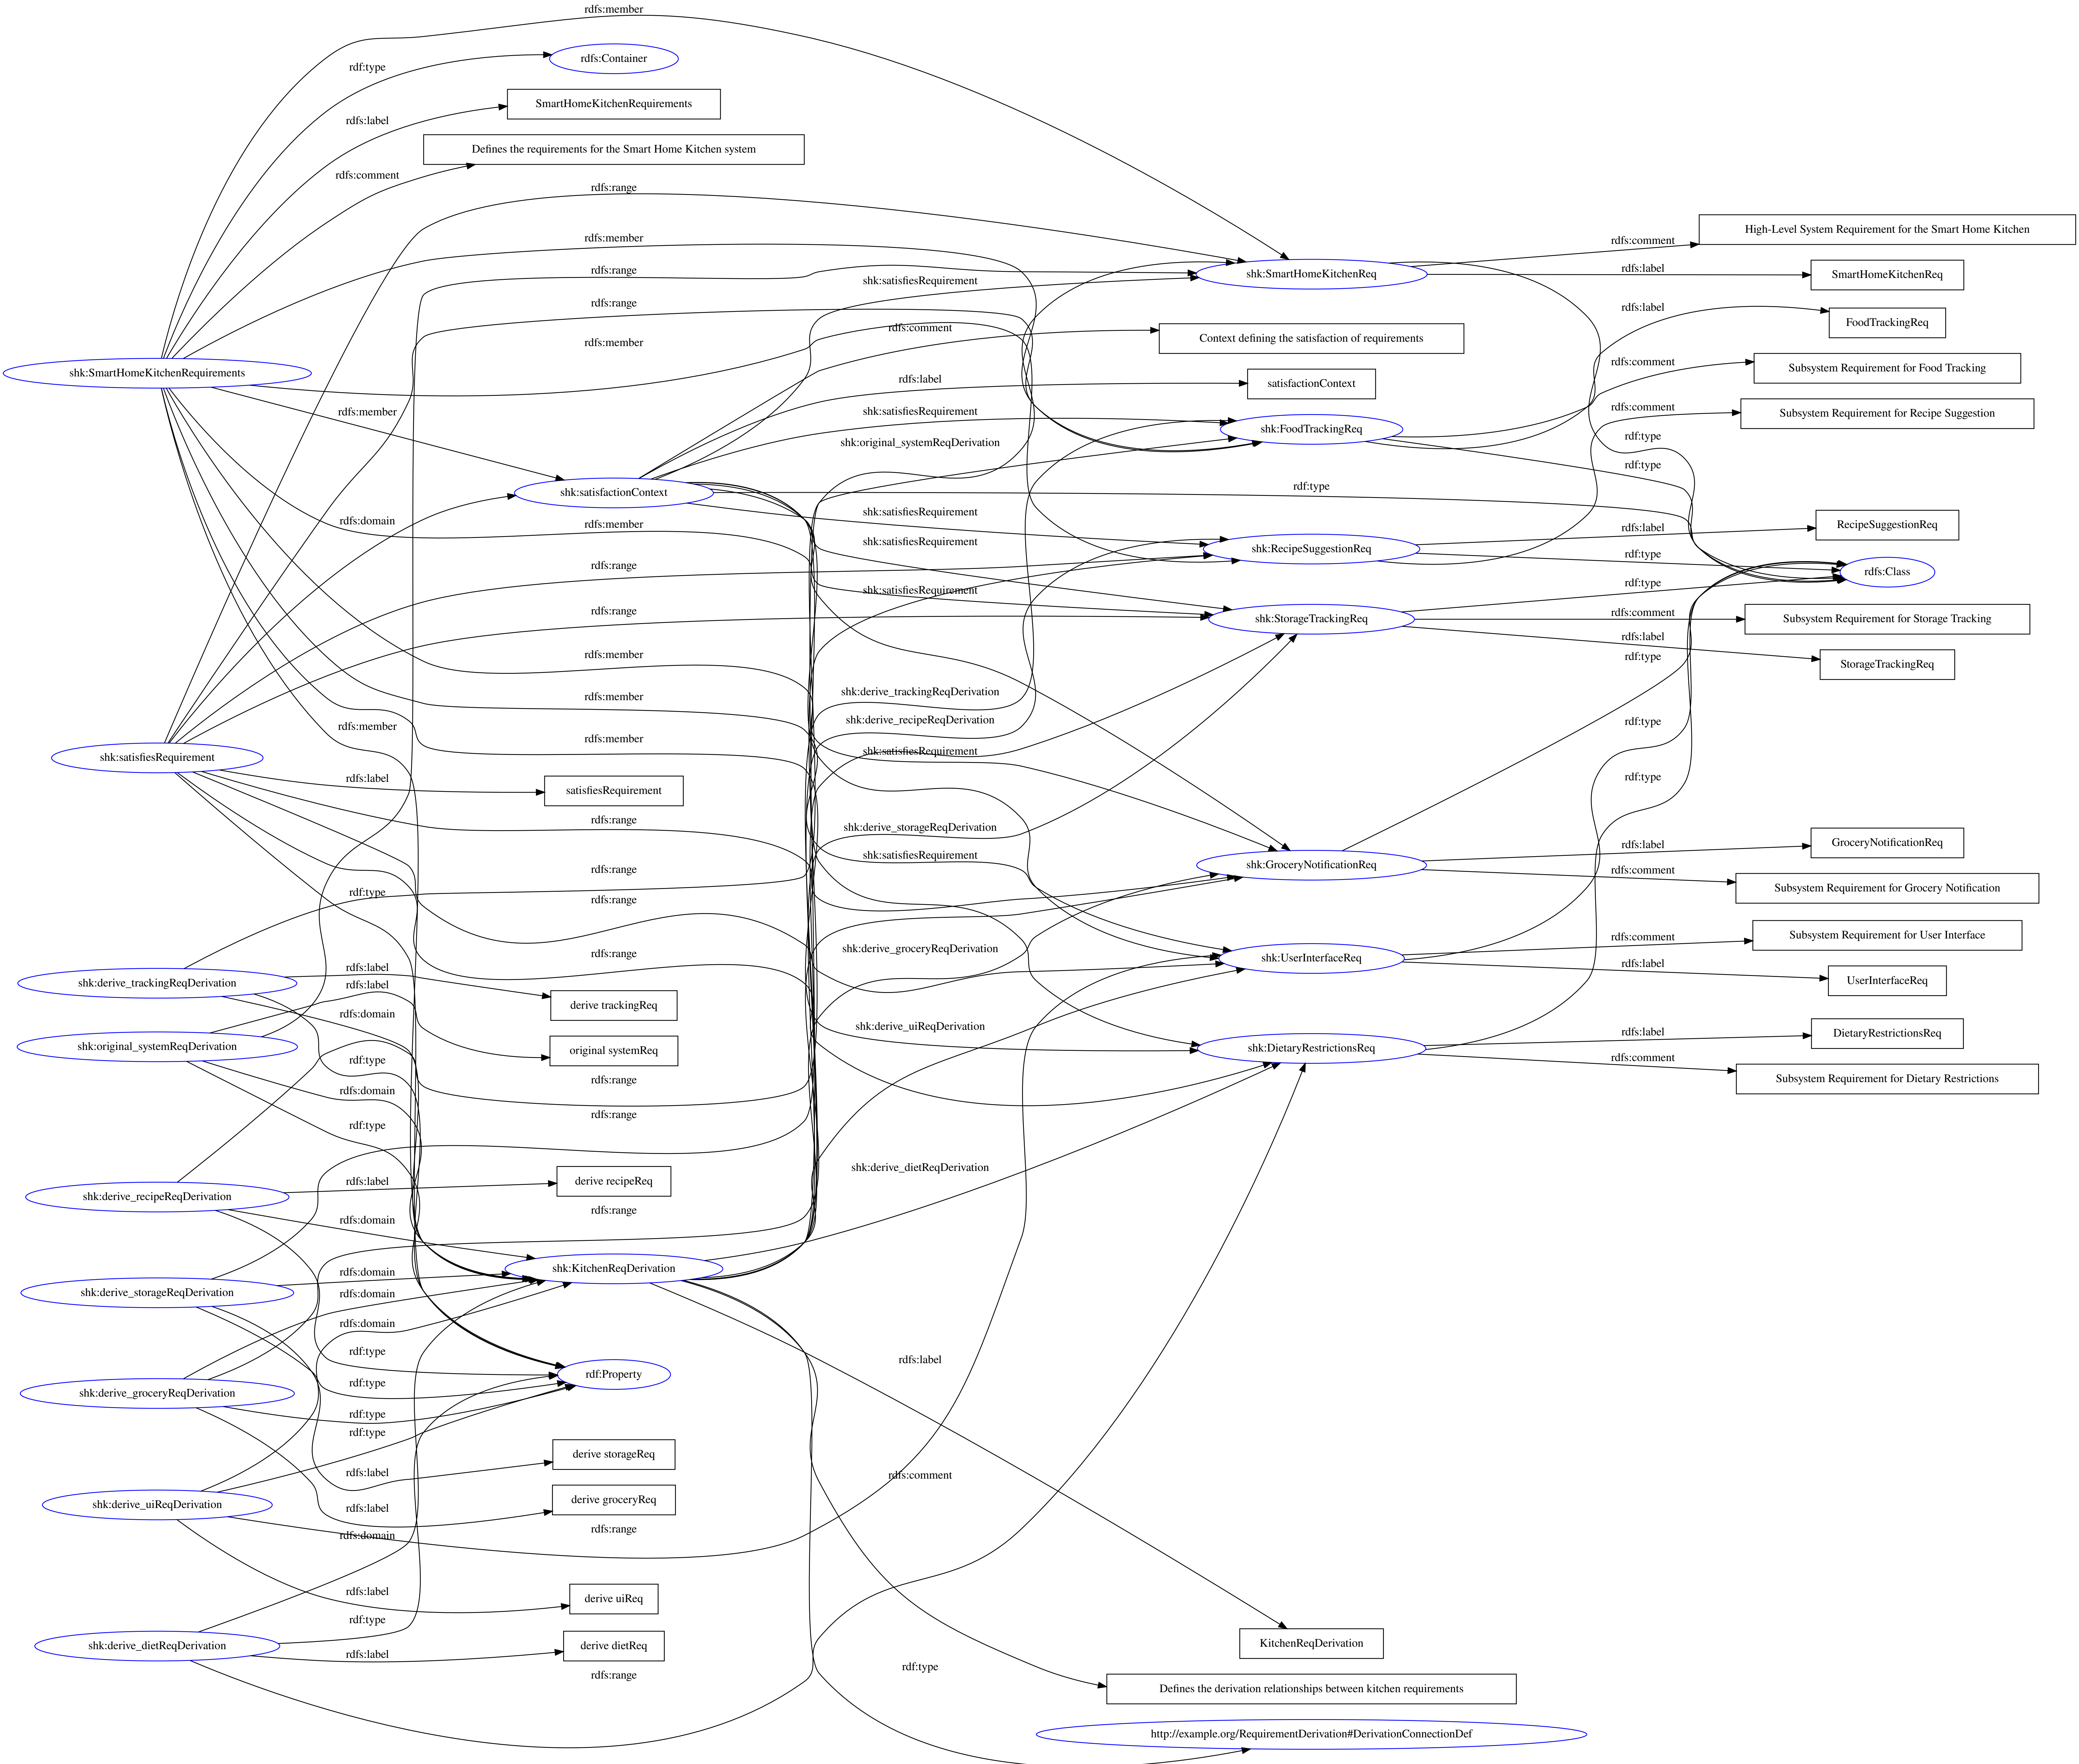 rdfs:member
rdf:type
rdfs:Container
rdfs:label
SmartHomeKitchenRequirements
rdfs:comment
Defines the requirements for the Smart Home Kitchen system
rdfs:range
rdfs:member
rdfs:range
rdfs:range
rdfs:member
shk:satisfiesRequirement
rdfs:comment
shk:SmartHomeKitchenReq
rdfs:comment
High-Level System Requirement for the Smart Home Kitchen
rdfs:label
SmartHomeKitchenReq
rdfs:label
FoodTrackingReq
Context defining the satisfaction of requirements
rdfs:comment
Subsystem Requirement for Food Tracking
shk:SmartHomeKitchenRequirements
rdfs:label
satisfactionContext
rdfs:member
shk:satisfiesRequirement
shk:FoodTrackingReq
rdfs:comment
Subsystem Requirement for Recipe Suggestion
shk:original_systemReqDerivation
rdf:type
rdf:type
shk:satisfactionContext
rdf:type
rdfs:domain
rdfs:member
shk:satisfiesRequirement
shk:satisfiesRequirement
shk:RecipeSuggestionReq
rdfs:label
RecipeSuggestionReq
rdf:type
rdfs:Class
rdfs:range
shk:satisfiesRequirement
rdf:type
rdfs:range
shk:StorageTrackingReq
rdfs:comment
Subsystem Requirement for Storage Tracking
rdfs:label
StorageTrackingReq
rdfs:member
rdf:type
rdfs:member
shk:derive_trackingReqDerivation
shk:derive_recipeReqDerivation
rdf:type
rdfs:member
rdfs:member
shk:satisfiesRequirement
shk:satisfiesRequirement
rdf:type
rdfs:label
satisfiesRequirement
rdfs:range
shk:derive_storageReqDerivation
shk:satisfiesRequirement
shk:GroceryNotificationReq
rdfs:label
GroceryNotificationReq
rdfs:comment
Subsystem Requirement for Grocery Notification
rdfs:range
rdf:type
rdfs:range
rdfs:range
shk:derive_groceryReqDerivation
shk:UserInterfaceReq
rdfs:comment
Subsystem Requirement for User Interface
rdfs:label
UserInterfaceReq
shk:derive_trackingReqDerivation
rdfs:label
rdfs:label
derive trackingReq
rdfs:domain
shk:derive_uiReqDerivation
shk:original_systemReqDerivation
original systemReq
rdf:type
shk:DietaryRestrictionsReq
rdfs:label
DietaryRestrictionsReq
rdfs:comment
Subsystem Requirement for Dietary Restrictions
rdfs:range
rdfs:domain
rdfs:range
rdf:type
shk:derive_dietReqDerivation
shk:derive_recipeReqDerivation
rdfs:label
derive recipeReq
rdfs:range
rdfs:domain
shk:KitchenReqDerivation
rdfs:domain
shk:derive_storageReqDerivation
rdfs:domain
rdfs:domain
rdf:type
rdfs:label
rdf:Property
rdf:type
shk:derive_groceryReqDerivation
rdf:type
rdf:type
derive storageReq
rdfs:label
rdfs:comment
shk:derive_uiReqDerivation
derive groceryReq
rdfs:label
rdfs:range
rdfs:domain
rdfs:label
derive uiReq
rdf:type
shk:derive_dietReqDerivation
rdfs:label
derive dietReq
KitchenReqDerivation
rdfs:range
rdf:type
Defines the derivation relationships between kitchen requirements
http://example.org/RequirementDerivation#DerivationConnectionDef